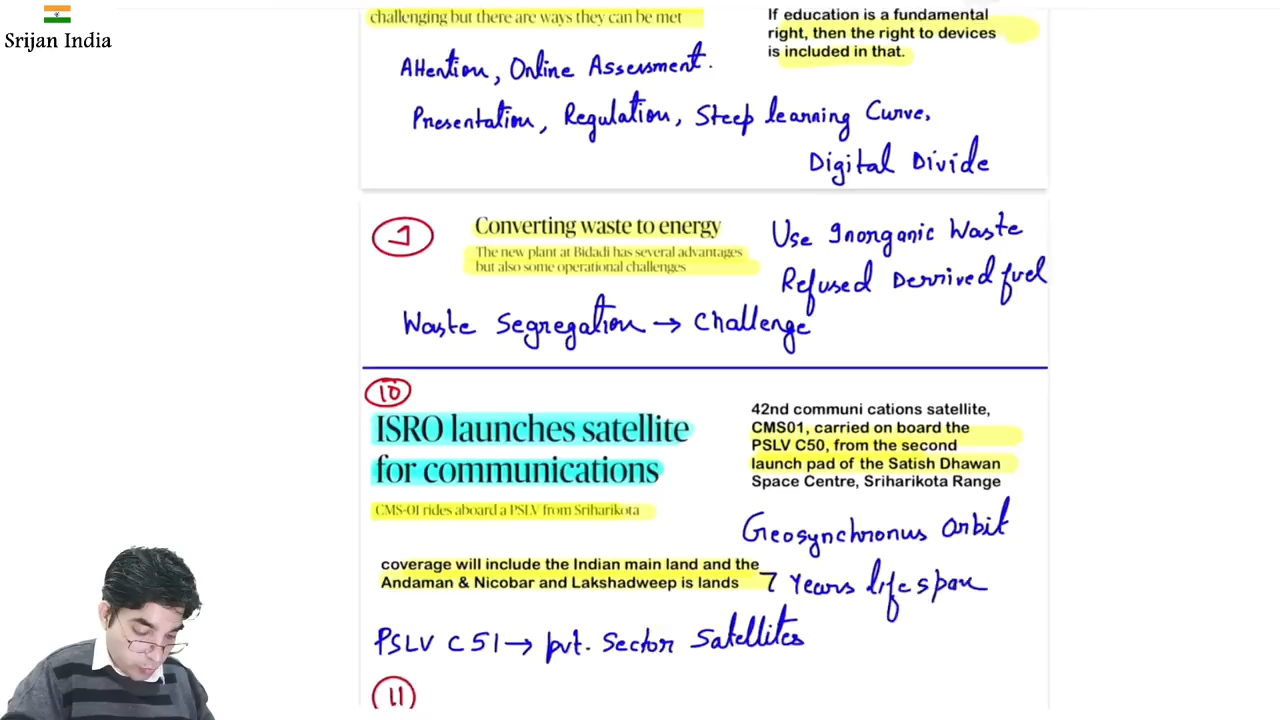 Srijan India
challenging but there are ways they can be met
If education is a fundamental
right, then the right to devices
is included in that.
Attention, Online Assessment.
Presentation, Regulation, Steep learning Curve,
Digital Divide
9
Converting waste to energy
The new plant at Bidadi has several advantages
but also some operational challenges
Use Inorganic Waste
Refused Derrived fuel
Waste Segregation → Challenge
10
ISRO launches satellite
for communications
CMS-01 rides aboard a PSLV from Sriharikota
42nd communi cations satellite,
CMS01, carried on board the
PSLV C50, from the second
launch pad of the Satish Dhawan
Space Centre, Sriharikota Range
Geosynchronus orbit
coverage will include the Indian main land and the
Andaman & Nicobar and Lakshadweep is lands
7 Years life span
PSLV C51 → pvt. Sector Satellites
11